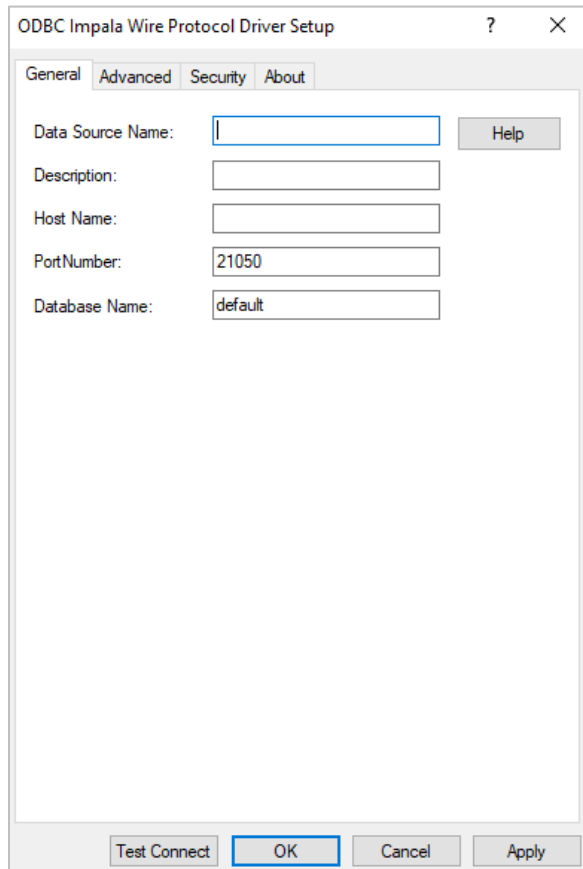 ODBC Impala Wire Protocol Driver Setup ?
General Advanced Security About
Data Source Name: Help
Description:
Host Name:
PortNumber: 21050
Database Name: default
Test Connect OK Cancel Apply